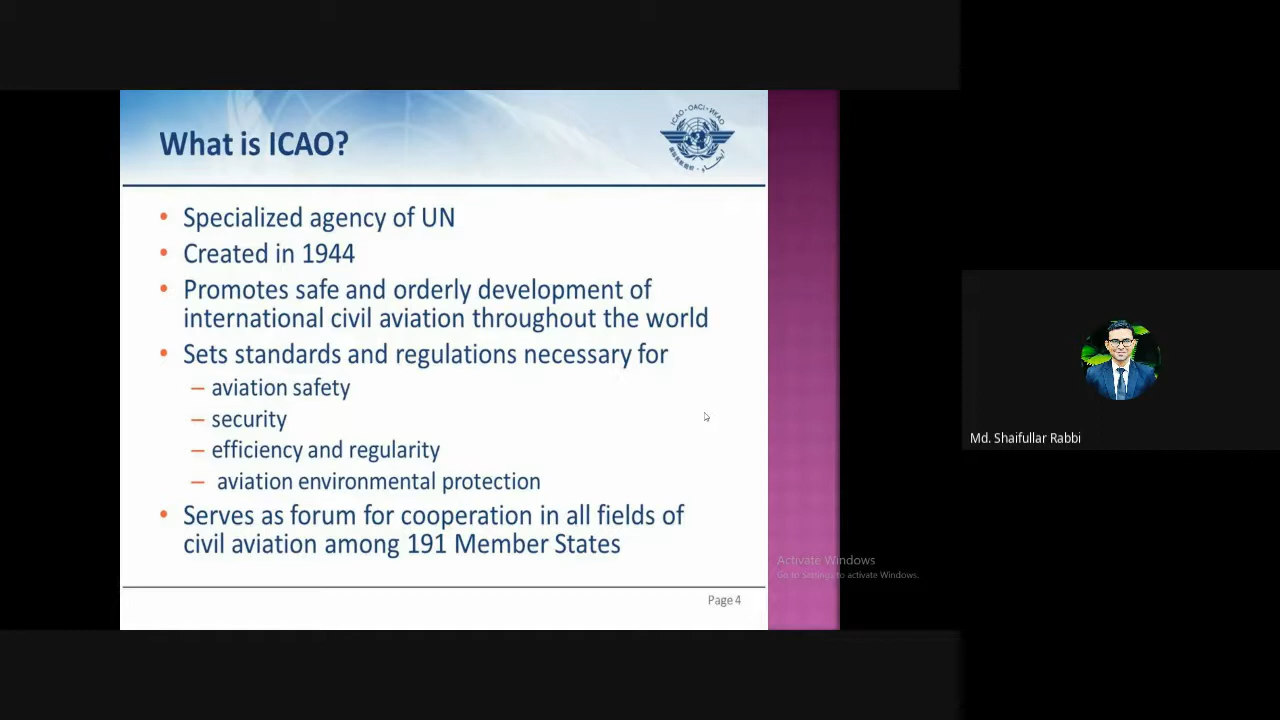 What is ICAO?
ICAO · OACI · ИКАО
• Specialized agency of UN
• Created in 1944
• Promotes safe and orderly development of
international civil aviation throughout the world
• Sets standards and regulations necessary for
– aviation safety
– security
– efficiency and regularity
– aviation environmental protection
• Serves as forum for cooperation in all fields of
civil aviation among 191 Member States
Page 4
Activate Windows
Go to Settings to activate Windows.
Md. Shaifullar Rabbi